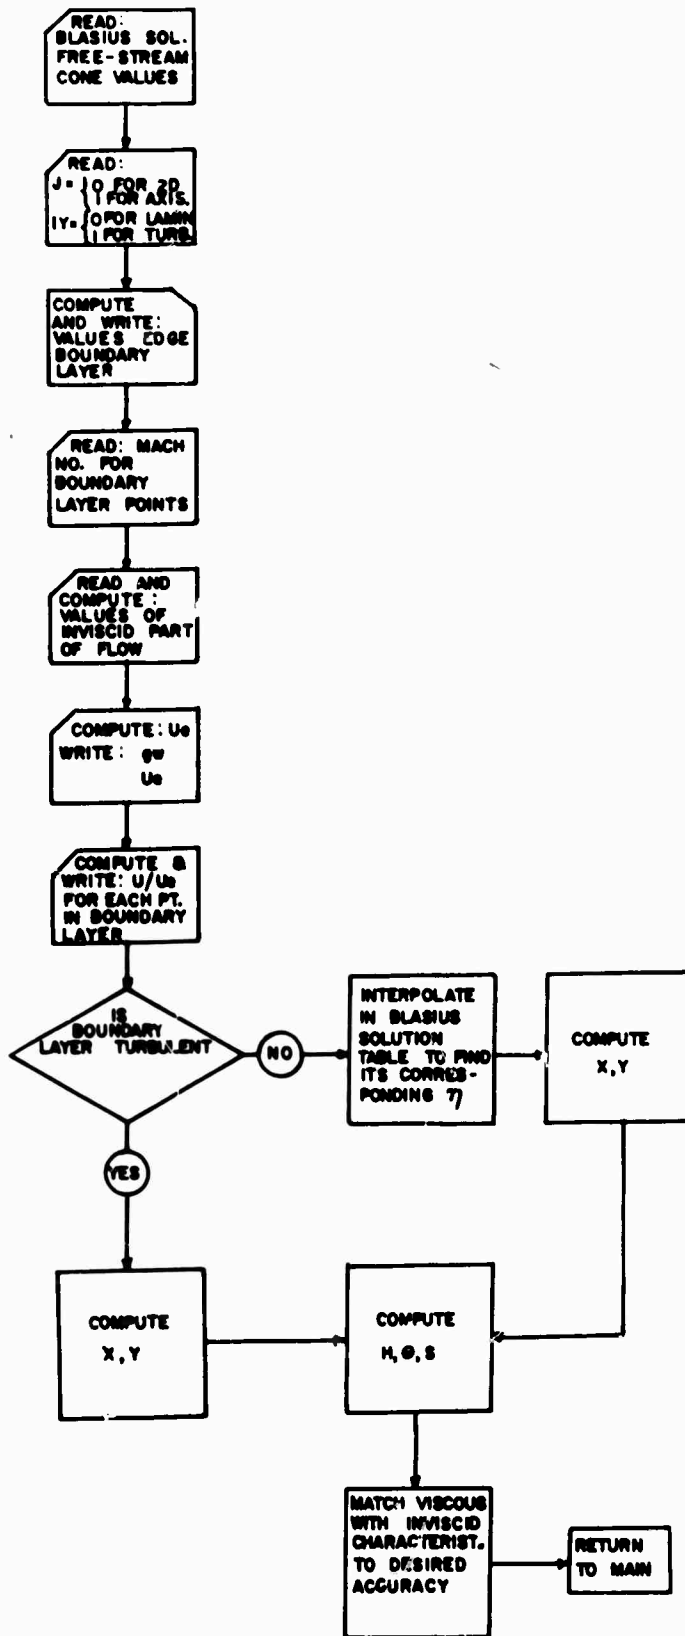 READ:
BLASIUS SOL.
FREE-STREAM
CONE VALUES
READ:
J = { 0 FOR 2D
1 FOR AXIS.
IY = { 0 FOR LAMIN
1 FOR TURB.
COMPUTE
AND WRITE:
VALUES EDGE
BOUNDARY
LAYER
READ: MACH
NO. FOR
BOUNDARY
LAYER POINTS
READ AND
COMPUTE:
VALUES OF
INVISCID PART
OF FLOW
COMPUTE: Ue
WRITE: gw
Ue
COMPUTE &
WRITE: U/Ue
FOR EACH PT.
IN BOUNDARY
LAYER
IS
BOUNDARY
LAYER TURBULENT
NO
INTERPOLATE
IN BLASIUS
SOLUTION
TABLE TO FIND
ITS CORRES-
PONDING η
COMPUTE
X,Y
YES
COMPUTE
X,Y
COMPUTE
H, Θ, S
MATCH VISCOUS
WITH INVISCID
CHARACTERIST.
TO DESIRED
ACCURACY
RETURN
TO MAIN